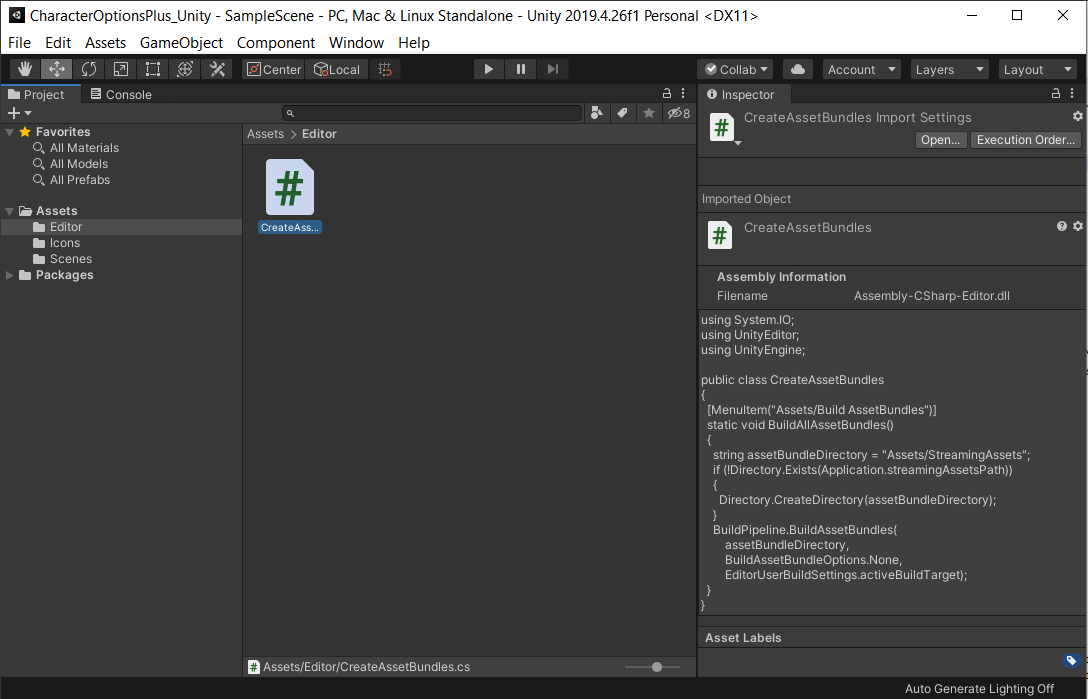 CharacterOptionsPlus_Unity - SampleScene - PC, Mac & Linux Standalone - Unity 2019.4.26f1 Personal <DX11>
File Edit Assets GameObject Component Window Help
Center Local Collab Account Layers Layout
Project Console
8
Favorites
All Materials
All Models
All Prefabs
Assets
Editor
Icons
Scenes
Packages
Assets > Editor
#
CreateAss...
Assets/Editor/CreateAssetBundles.cs
Inspector
CreateAssetBundles Import Settings
Open... Execution Order...
Imported Object
CreateAssetBundles
Assembly Information
Filename Assembly-CSharp-Editor.dll
using System.IO;
using UnityEditor;
using UnityEngine;
public class CreateAssetBundles
{
[MenuItem("Assets/Build AssetBundles")]
static void BuildAllAssetBundles()
{
string assetBundleDirectory = "Assets/StreamingAssets";
if (!Directory.Exists(Application.streamingAssetsPath))
{
Directory.CreateDirectory(assetBundleDirectory);
}
BuildPipeline.BuildAssetBundles(
assetBundleDirectory,
BuildAssetBundleOptions.None,
EditorUserBuildSettings.activeBuildTarget);
}
}
Asset Labels
Auto Generate Lighting Off